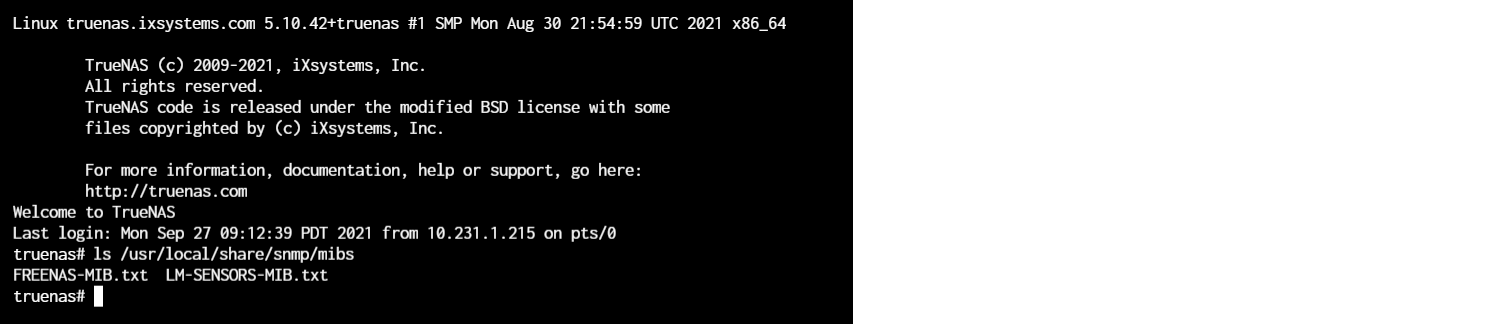 Linux truenas.ixsystems.com 5.10.42+truenas #1 SMP Mon Aug 30 21:54:59 UTC 2021 x86_64
TrueNAS (c) 2009-2021, iXsystems, Inc.
All rights reserved.
TrueNAS code is released under the modified BSD license with some
files copyrighted by (c) iXsystems, Inc.
For more information, documentation, help or support, go here:
http://truenas.com
Welcome to TrueNAS
Last login: Mon Sep 27 09:12:39 PDT 2021 from 10.231.1.215 on pts/0
truenas# ls /usr/local/share/snmp/mibs
FREENAS-MIB.txt  LM-SENSORS-MIB.txt
truenas#